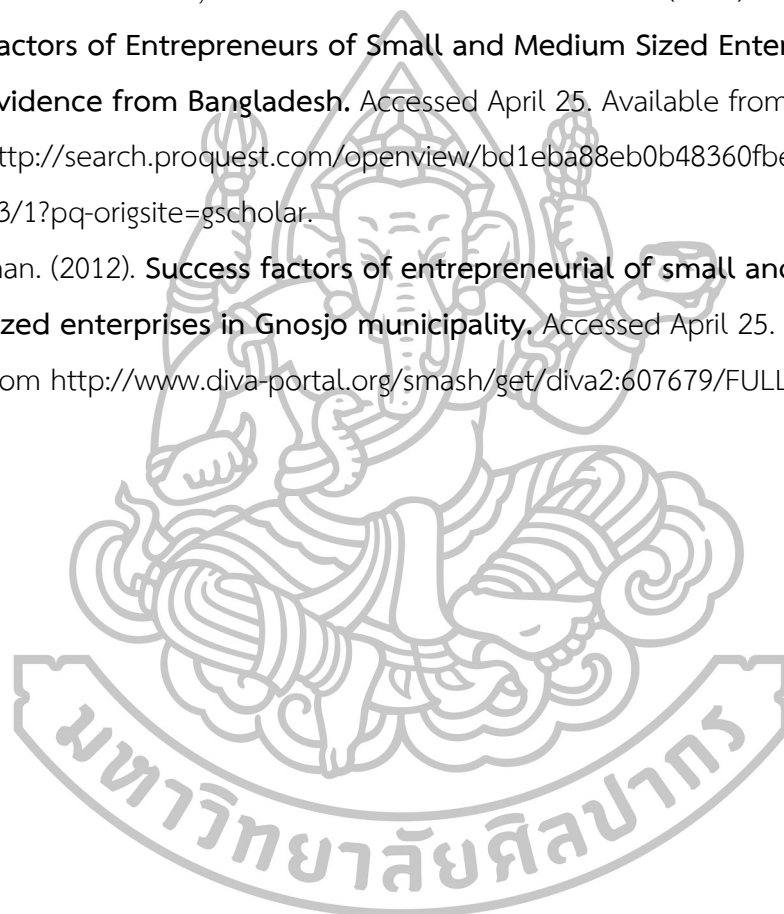 actors of Entrepreneurs of Small and Medium Sized Enter
vidence from Bangladesh. Accessed April 25. Available from
ttp://search.proquest.com/openview/bd1eba88eb0b48360fbe
3/1?pq-origsite=gscholar.
nan. (2012). Success factors of entrepreneurial of small and
zed enterprises in Gnosjo municipality. Accessed April 25.
om http://www.diva-portal.org/smash/get/diva2:607679/FULL
มหาวิทยาลัยศิลปากร